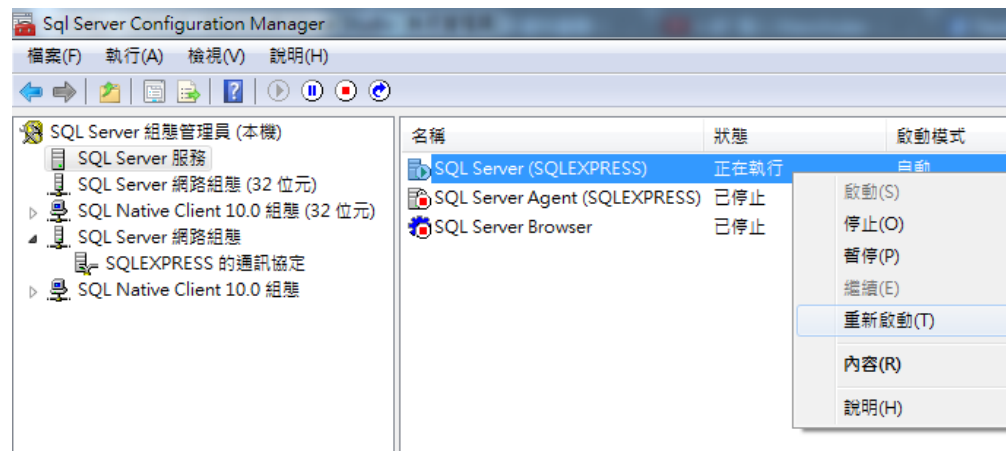 Sql Server Configuration Manager
檔案(F) 執行(A) 檢視(V) 說明(H)
SQL Server 組態管理員 (本機)
SQL Server 服務
SQL Server 網路組態 (32 位元)
SQL Native Client 10.0 組態 (32 位元)
SQL Server 網路組態
SQLEXPRESS 的通訊協定
SQL Native Client 10.0 組態
名稱 狀態 啟動模式
SQL Server (SQLEXPRESS) 正在執行 自動
SQL Server Agent (SQLEXPRESS) 已停止
SQL Server Browser 已停止
啟動(S)
停止(O)
暫停(P)
繼續(E)
重新啟動(T)
內容(R)
說明(H)